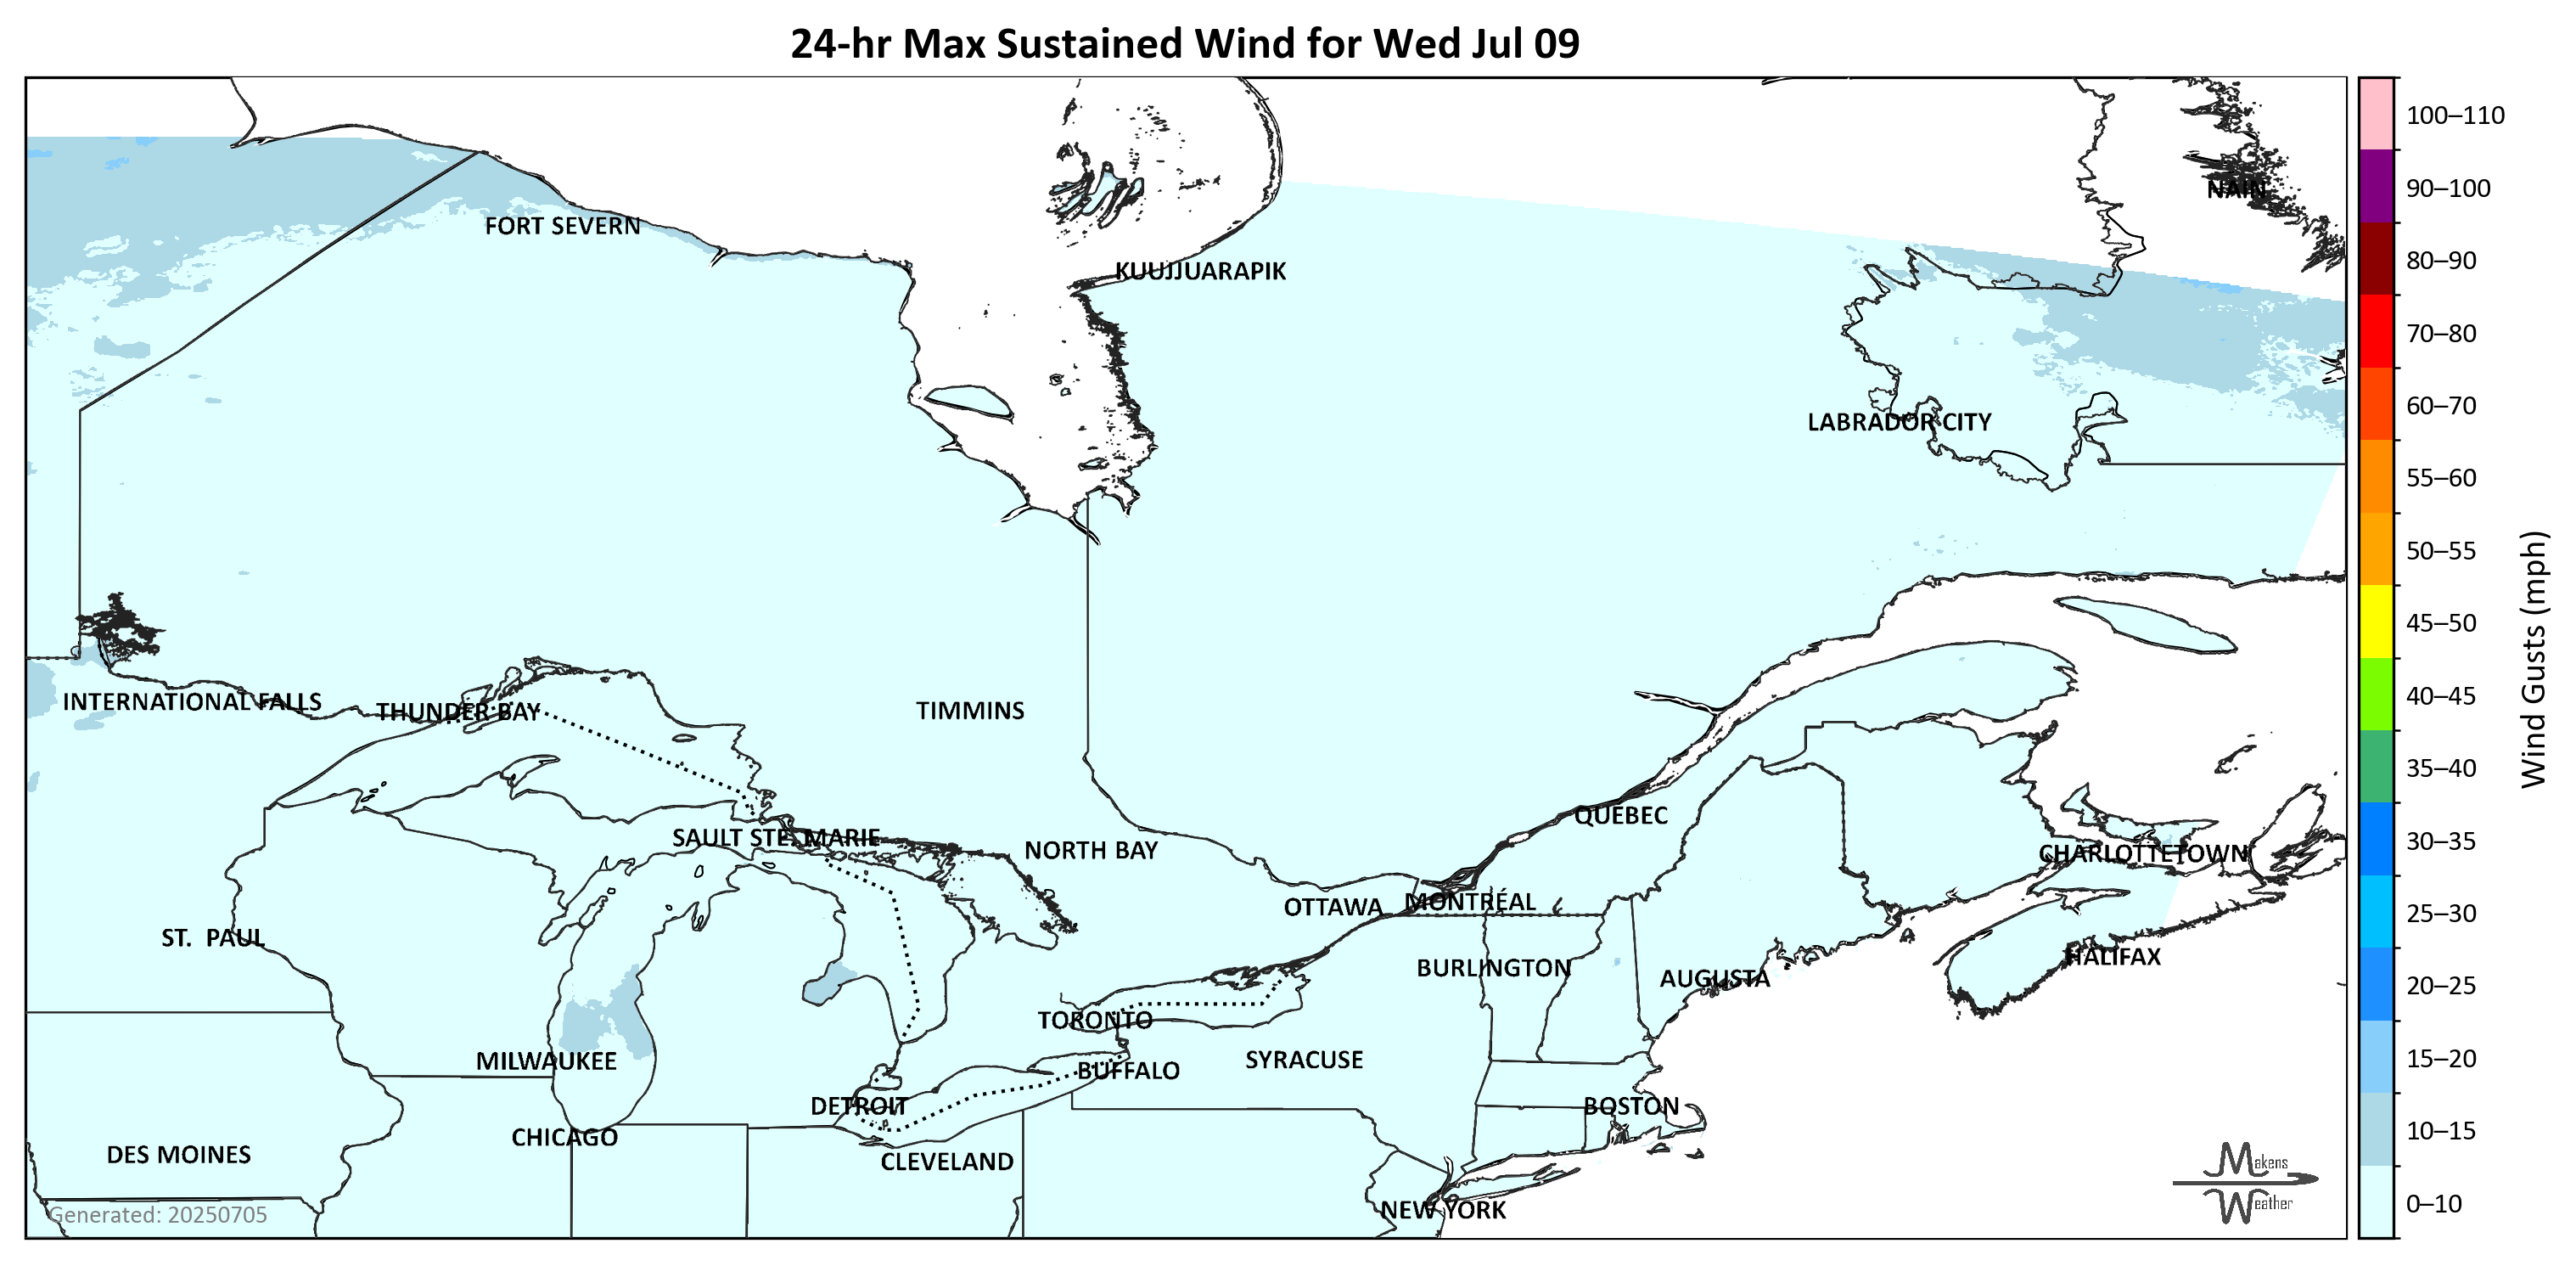 24-hr Max Sustained Wind for Wed Jul 09
NAIN
FORT SEVERN
KUUJJUARAPIK
LABRADOR CITY
INTERNATIONAL FALLS
THUNDER BAY
TIMMINS
QUÉBEC
SAULT STE. MARIE
NORTH BAY
CHARLOTTETOWN
OTTAWA
MONTRÉAL
ST.  PAUL
HALIFAX
BURLINGTON
AUGUSTA
TORONTO
MILWAUKEE
SYRACUSE
BUFFALO
DETROIT
BOSTON
CHICAGO
DES MOINES
CLEVELAND
NEW YORK
Generated: 20250705
Makens
Weather
100–110
90–100
80–90
70–80
60–70
55–60
50–55
45–50
40–45
35–40
30–35
25–30
20–25
15–20
10–15
0–10
Wind Gusts (mph)